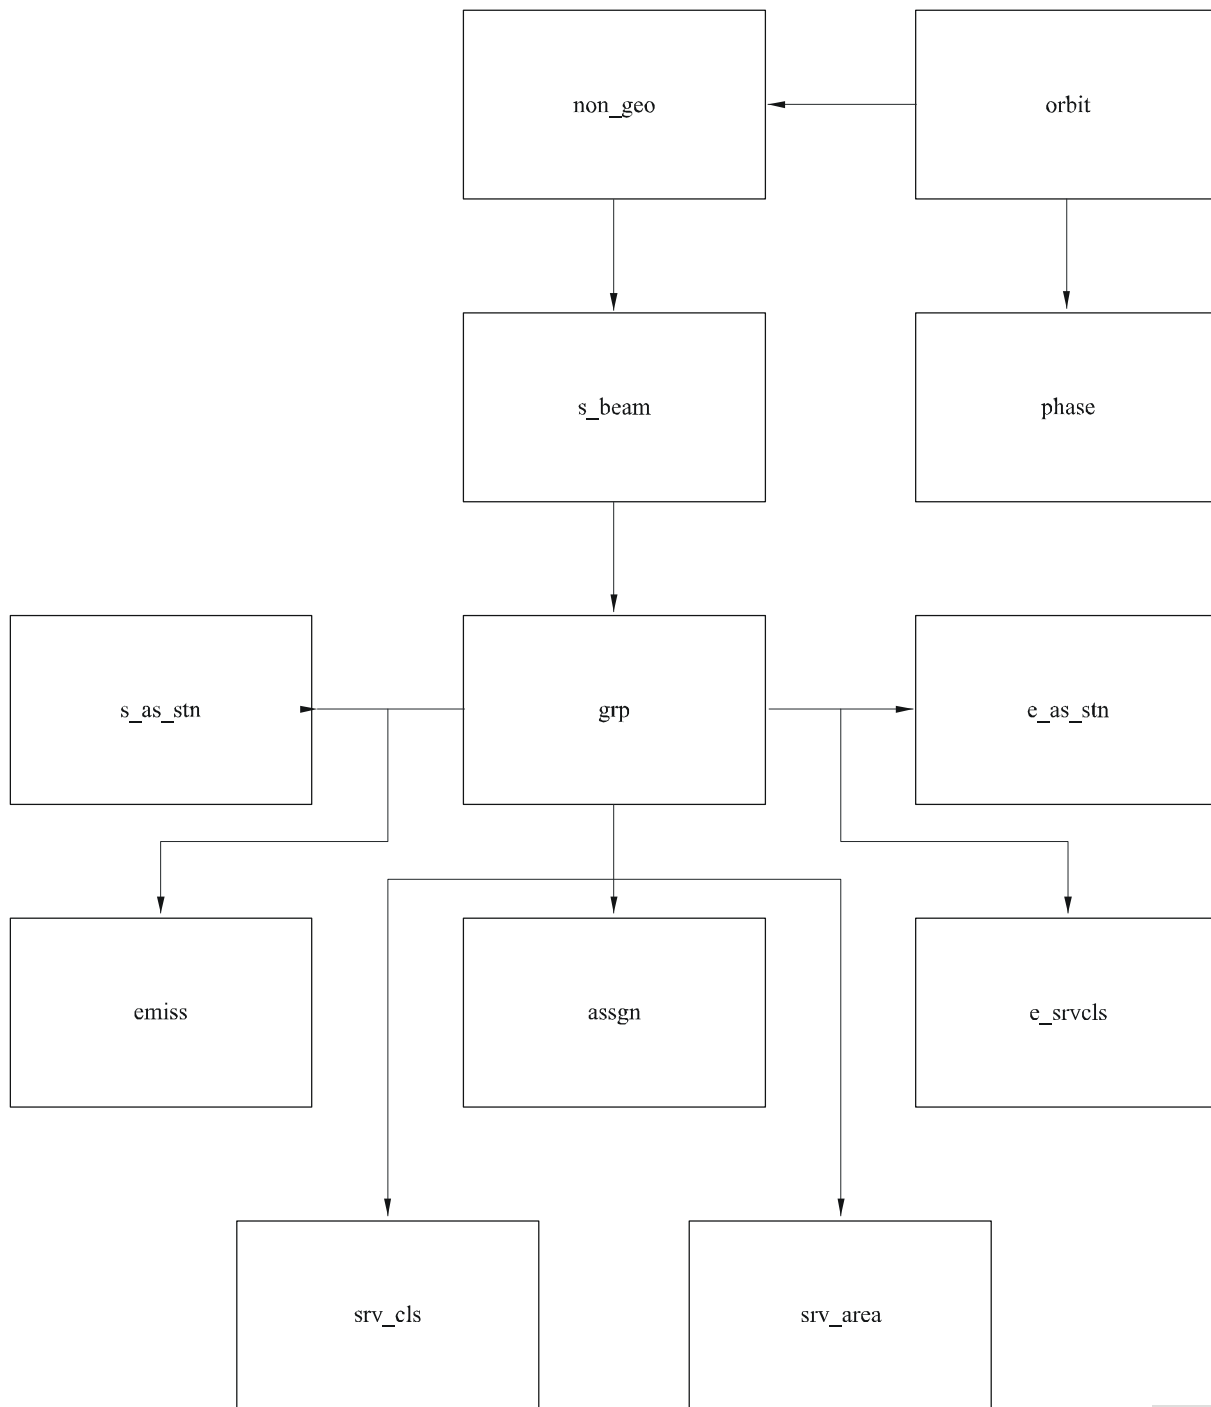 non_geo
orbit
s_beam
phase
s_as_stn
grp
e_as_stn
emiss
assgn
e_srvcls
srv_cls
srv_area